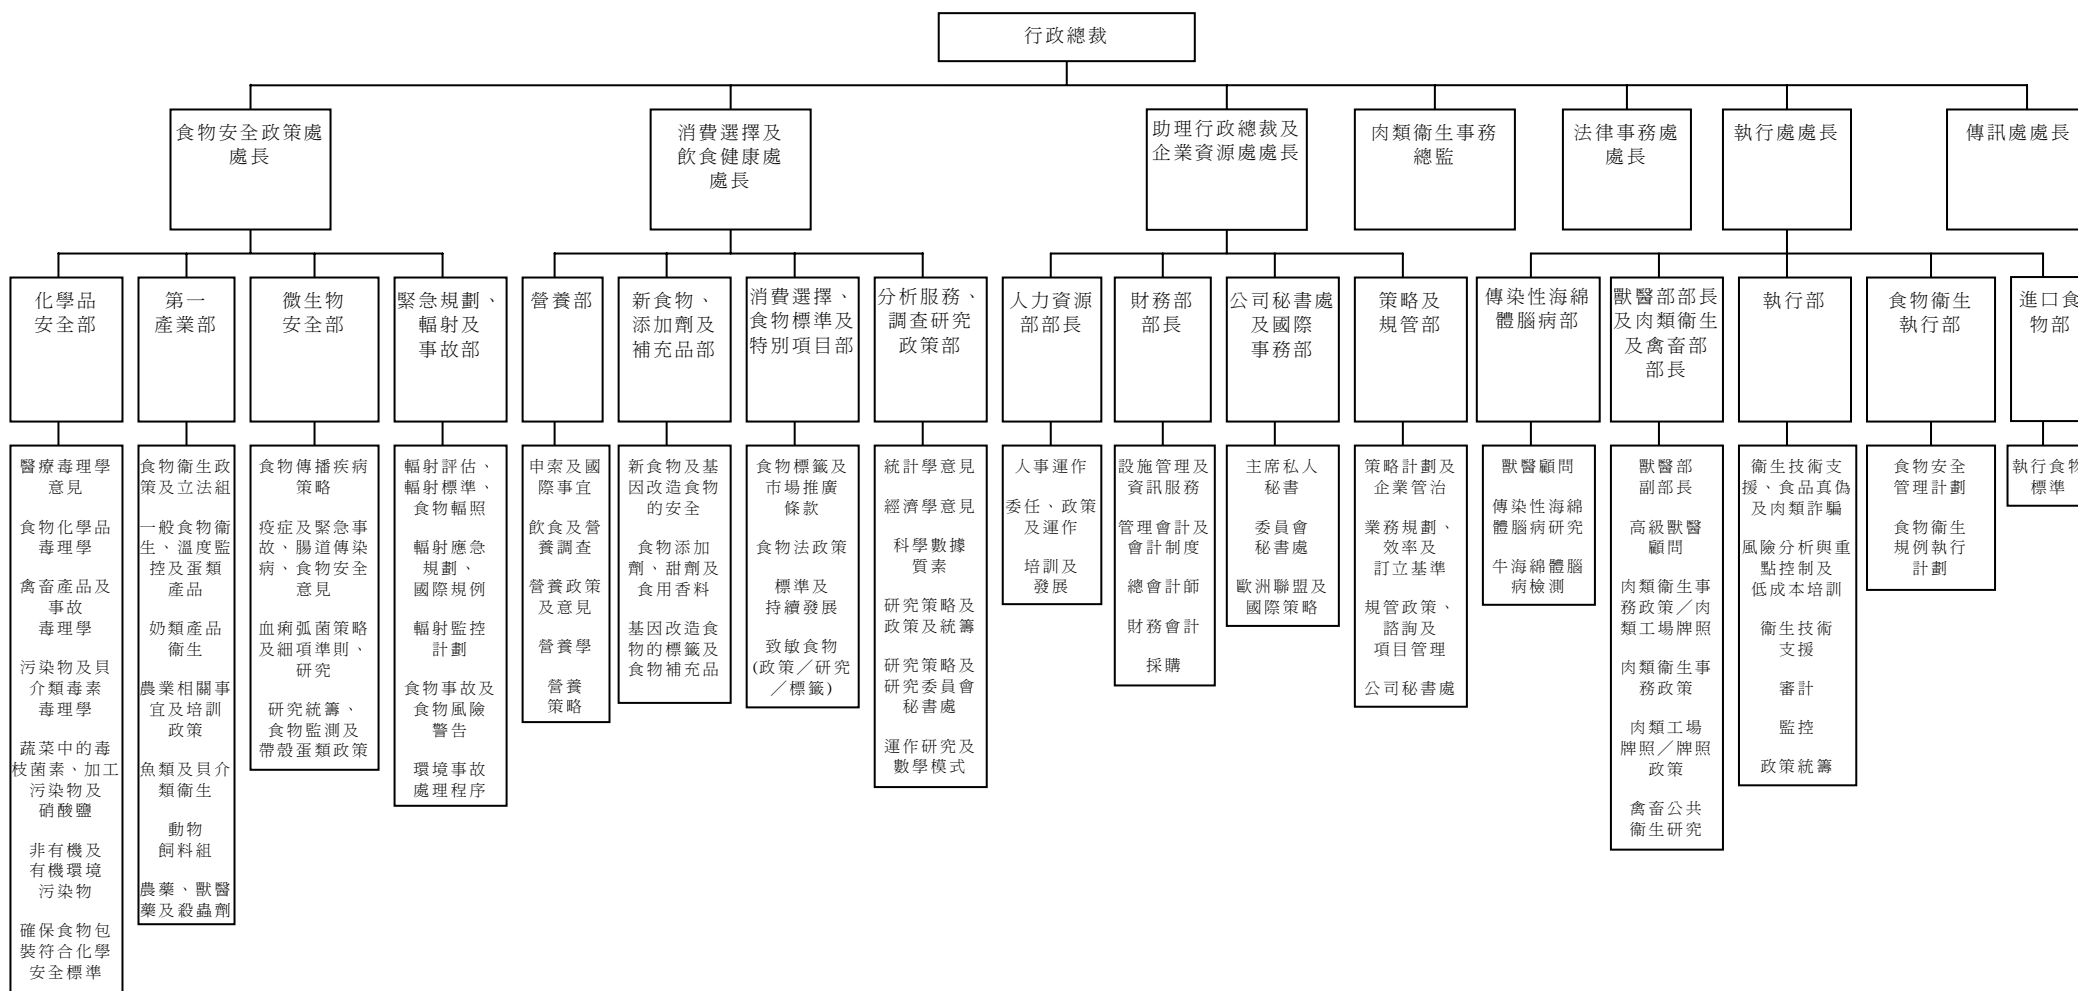 行政總裁
食物安全政策處
處長
消費選擇及
飲食健康處
處長
助理行政總裁及
企業資源處處長
肉類衞生事務
總監
法律事務處
處長
執行處處長
傳訊處處長
化學品
安全部
第一
產業部
微生物
安全部
緊急規劃、
輻射及
事故部
營養部
新食物、
添加劑及
補充品部
消費選擇、
食物標準及
特別項目部
分析服務、
調查研究
政策部
人力資源
部部長
財務部
部長
公司秘書處
及國際
事務部
策略及
規管部
傳染性海綿
體腦病部
獸醫部部長
及肉類衞生
及禽畜部
部長
執行部
食物衞生
執行部
進口食
物部
醫療毒理學
意見
食物化學品
毒理學
禽畜產品及
事故
毒理學
污染物及貝
介類毒素
毒理學
蔬菜中的毒
枝菌素、加工
污染物及
硝酸鹽
非有機及
有機環境
污染物
確保食物包
裝符合化學
安全標準
食物衞生政
策及立法組
一般食物衞
生、溫度監
控及蛋類
產品
奶類產品
衞生
農業相關事
宜及培訓
政策
魚類及貝介
類衞生
動物
飼料組
農藥、獸醫
藥及殺蟲劑
食物傳播疾病
策略
疫症及緊急事
故、腸道傳染
病、食物安全
意見
血痢弧菌策略
及細項準則、
研究
研究統籌、
食物監測及
帶殼蛋類政策
輻射評估、
輻射標準、
食物輻照
輻射應急
規劃、
國際規例
輻射監控
計劃
食物事故及
食物風險
警告
環境事故
處理程序
申索及國
際事宜
飲食及營
養調查
營養政策
及意見
營養學
營養
策略
新食物及基
因改造食物
的安全
食物添加
劑、甜劑及
食用香料
基因改造食
物的標籤及
食物補充品
食物標籤及
市場推廣
條款
食物法政策
標準及
持續發展
致敏食物
(政策／研究
／標籤)
統計學意見
經濟學意見
科學數據
質素
研究策略及
政策及統籌
研究策略及
研究委員會
秘書處
運作研究及
數學模式
人事運作
委任、政策
及運作
培訓及
發展
設施管理及
資訊服務
管理會計及
會計制度
總會計師
財務會計
採購
主席私人
秘書
委員會
秘書處
歐洲聯盟及
國際策略
策略計劃及
企業管治
業務規劃、
效率及
訂立基準
規管政策、
諮詢及
項目管理
公司秘書處
獸醫顧問
傳染性海綿
體腦病研究
牛海綿體腦
病檢測
獸醫部
副部長
高級獸醫
顧問
肉類衞生事
務政策／肉
類工場牌照
肉類衞生事
務政策
肉類工場
牌照／牌照
政策
禽畜公共
衞生研究
衞生技術支
援、食品真偽
及肉類詐騙
風險分析與重
點控制及
低成本培訓
衞生技術
支援
審計
監控
政策統籌
食物安全
管理計劃
食物衞生
規例執行
計劃
執行食物
標準